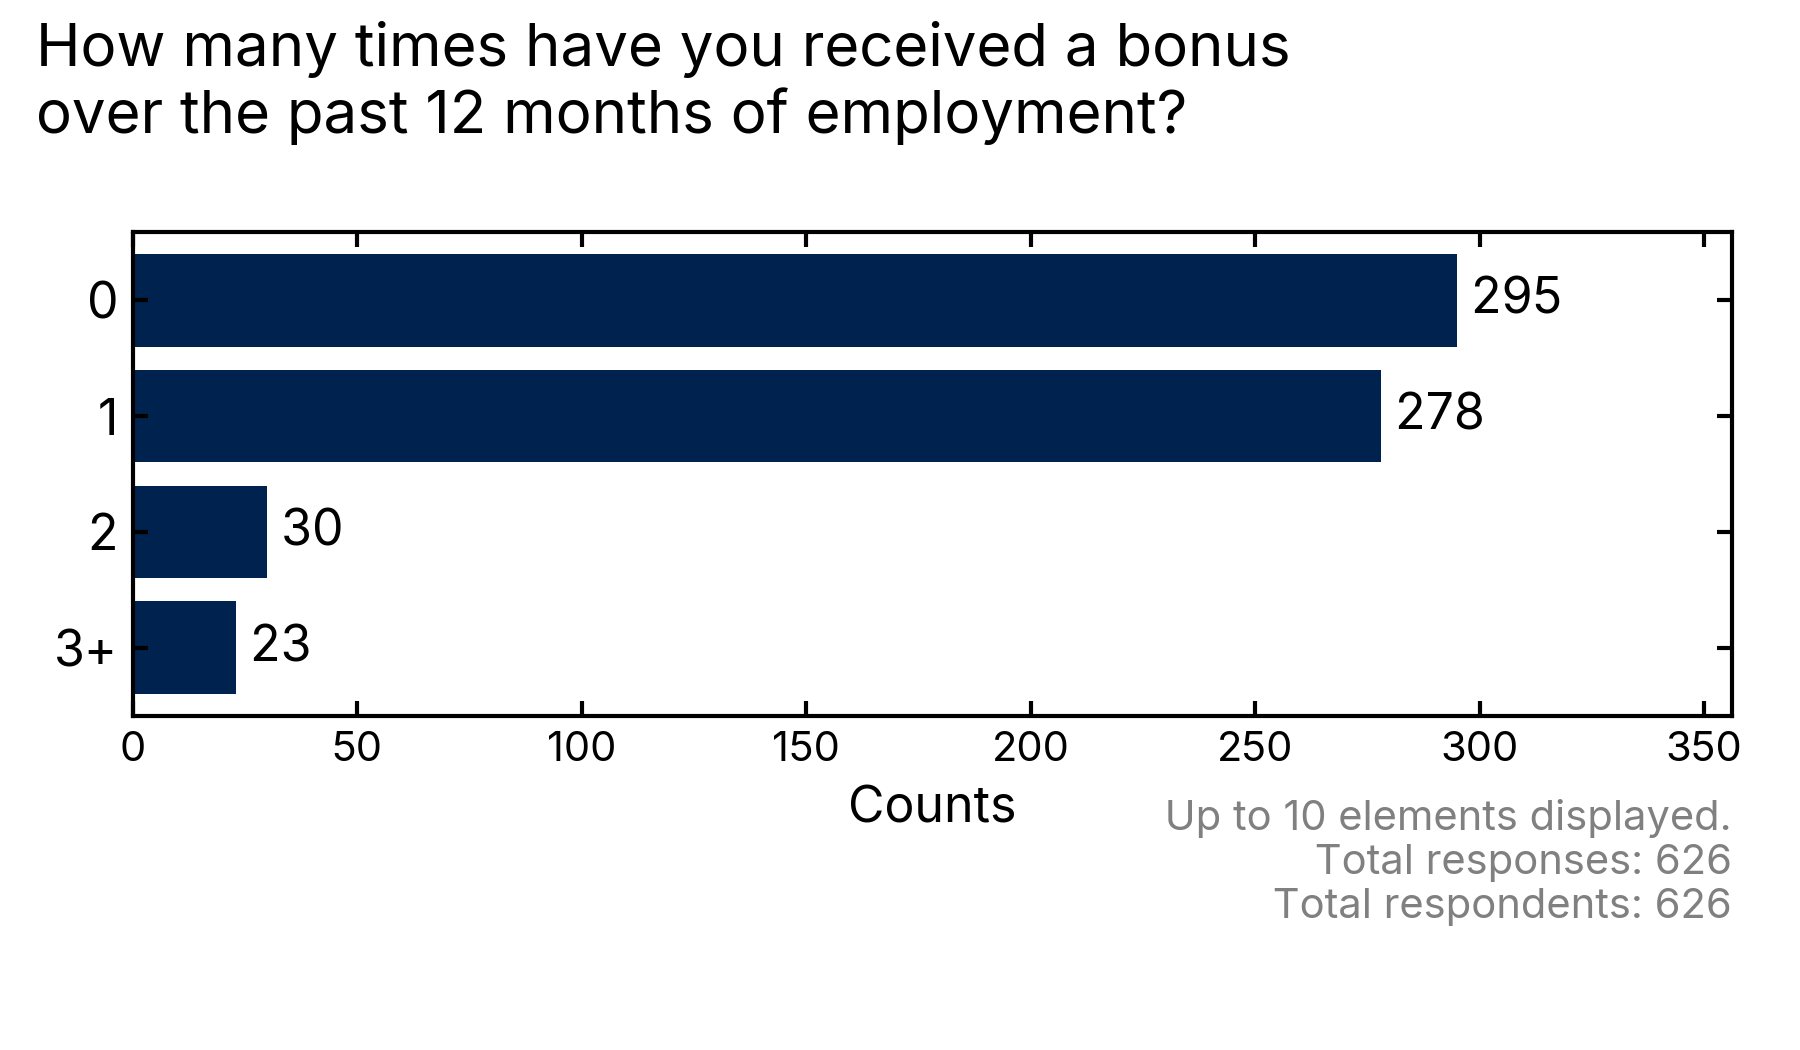 How many times have you received a bonus
over the past 12 months of employment?
0
295
1
278
2
30
3+
23
0 50 100 150 200 250 300 350
Counts
Up to 10 elements displayed.
Total responses: 626
Total respondents: 626